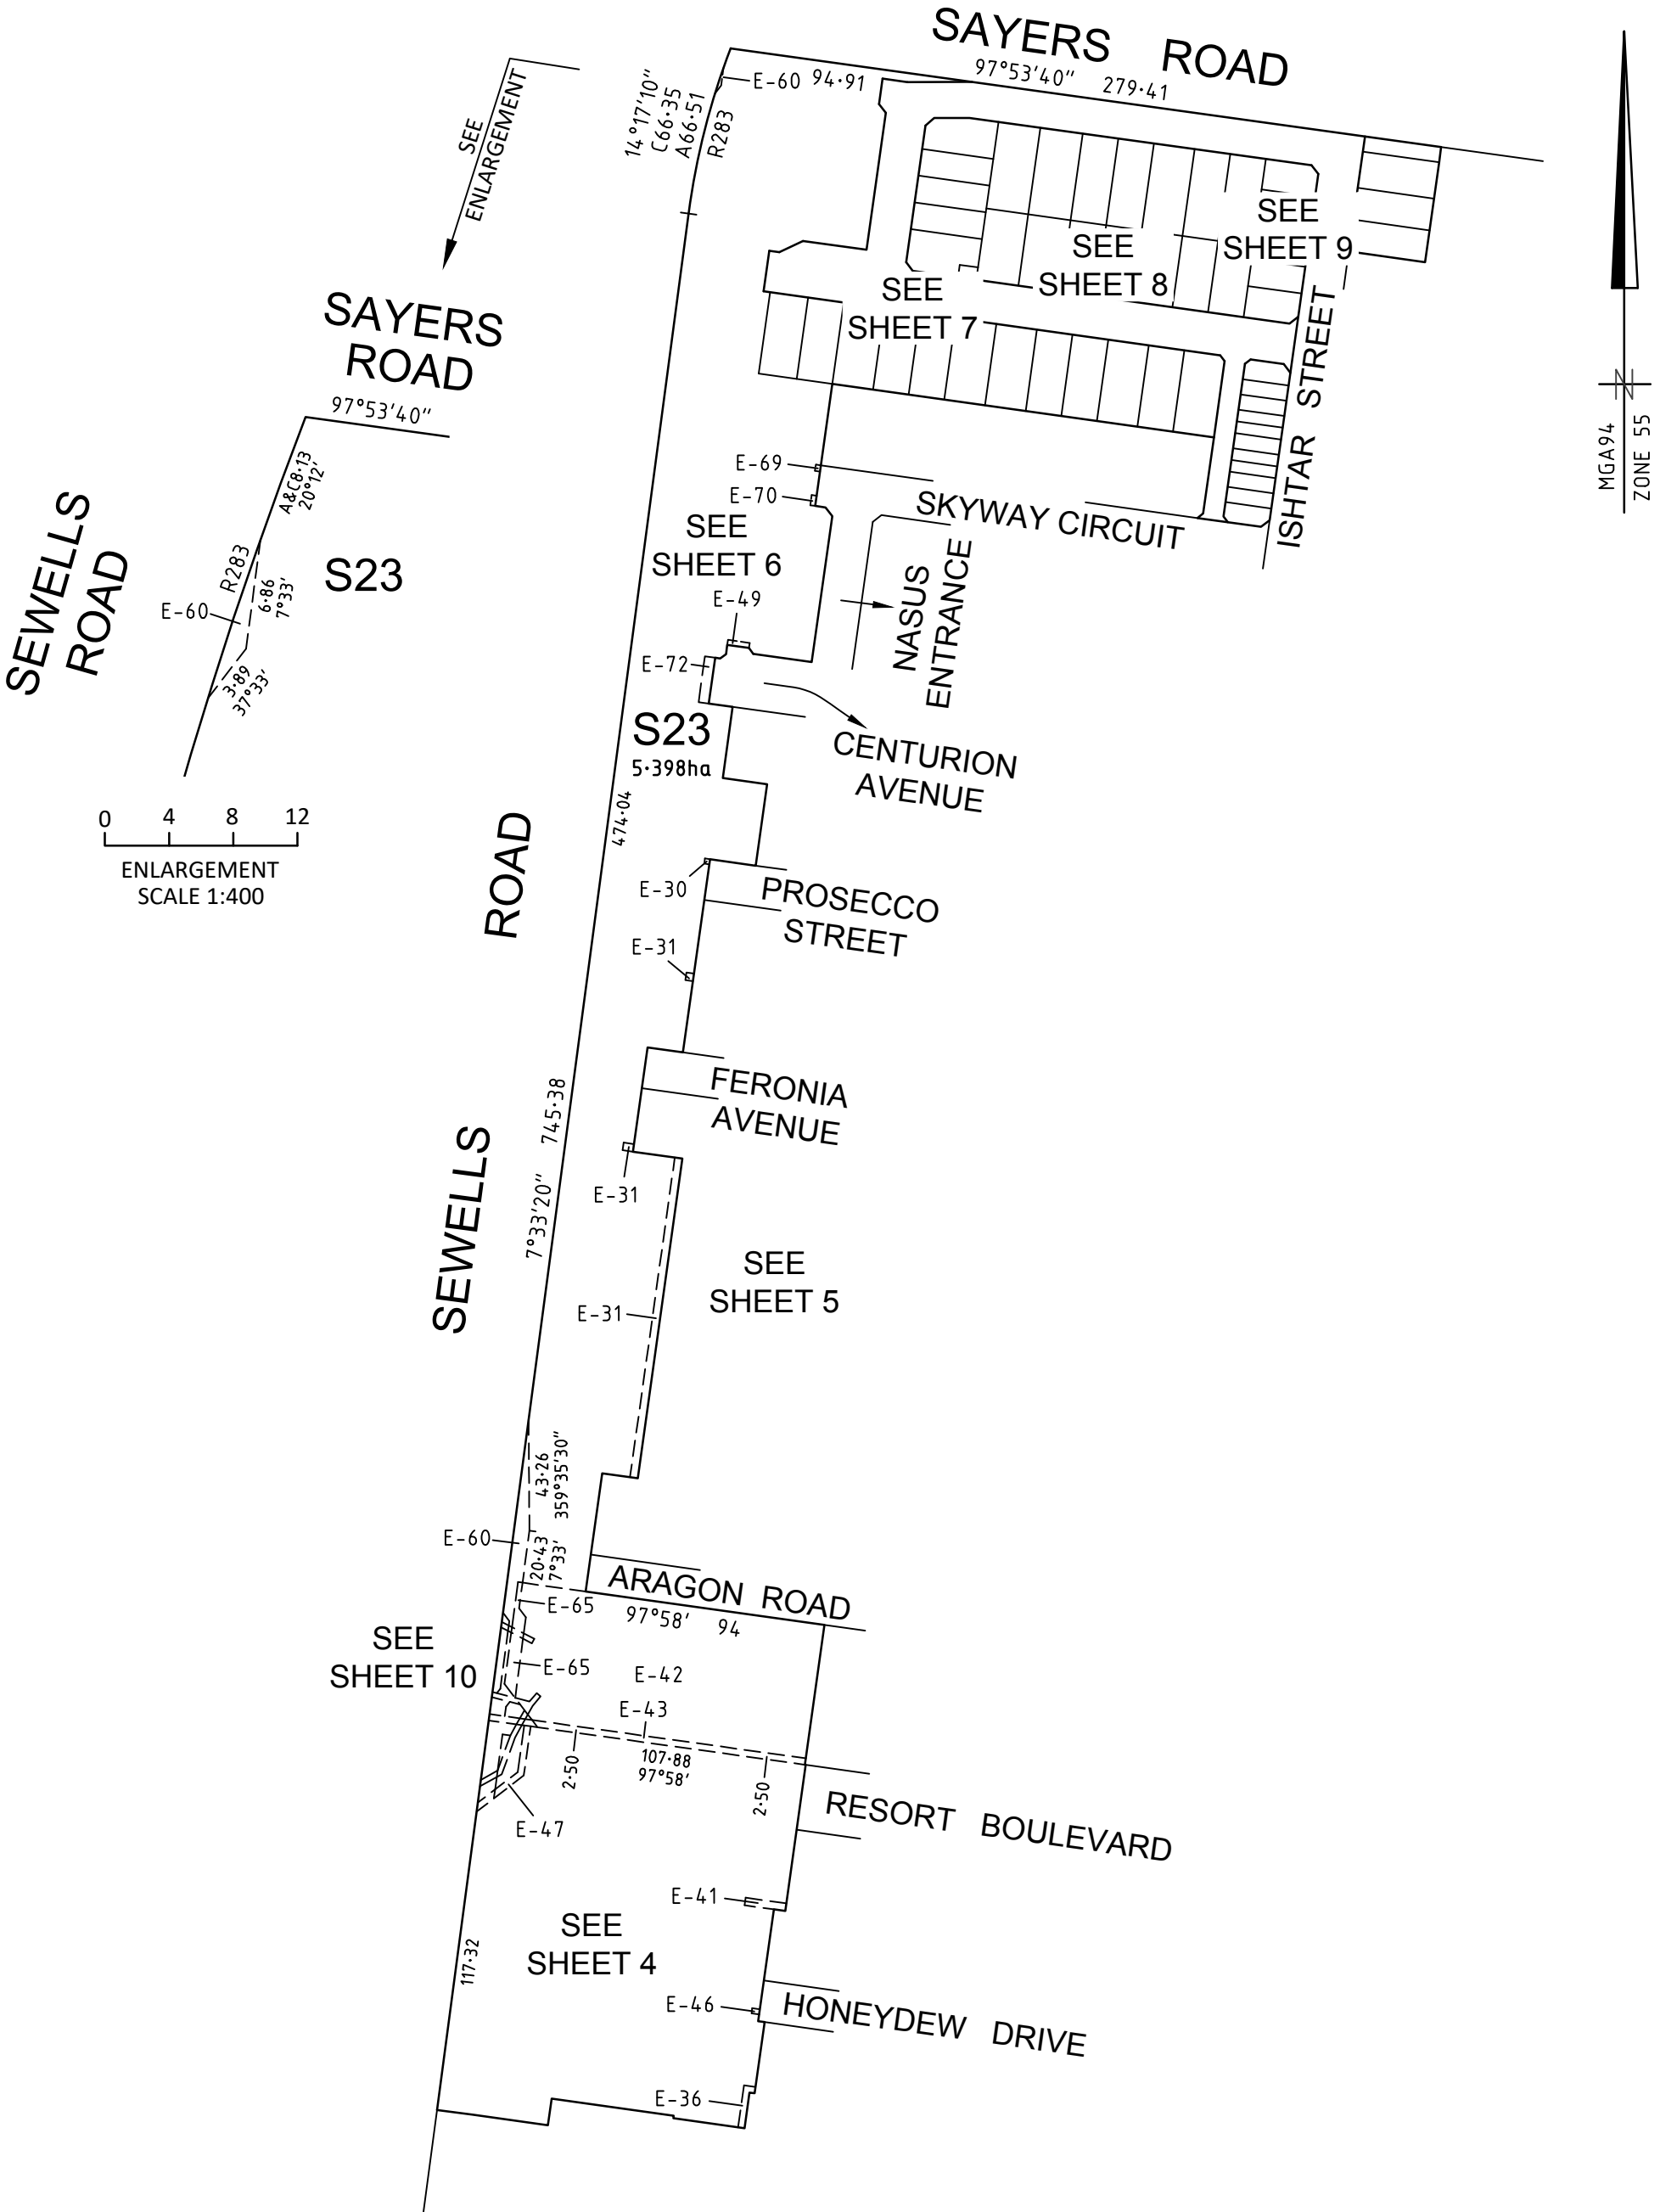 SAYERS ROAD
97°53'40" 279·41
E-60 94·91
14°17'10"
C66·35
A66·51
R283
SEE
ENLARGEMENT
SAYERS
ROAD
97°53'40"
A&C8·13
20°12'
R283
6·86
7°33'
E-60
3·89
37°33'
S23
SEWELLS
ROAD
0 4 8 12
ENLARGEMENT
SCALE 1:400
MGA94
ZONE 55
N
SEE
SHEET 9
SEE
SHEET 8
SEE
SHEET 7
ISHTAR STREET
E-69
E-70
SKYWAY CIRCUIT
SEE
SHEET 6
E-49
NASUS
ENTRANCE
E-72
S23
5·398ha
CENTURION
AVENUE
474·04
ROAD
E-30
PROSECCO
STREET
E-31
FERONIA
AVENUE
745·38
7°33'20"
SEWELLS
E-31
SEE
SHEET 5
E-31
43·26
359°35'30"
E-60
20·43
7°33'
ARAGON ROAD
97°58' 94
E-65
SEE
SHEET 10
E-65
E-42
E-43
2·50
107·88
97°58'
2·50
RESORT BOULEVARD
E-47
E-41
SEE
SHEET 4
117·32
E-46
HONEYDEW DRIVE
E-36